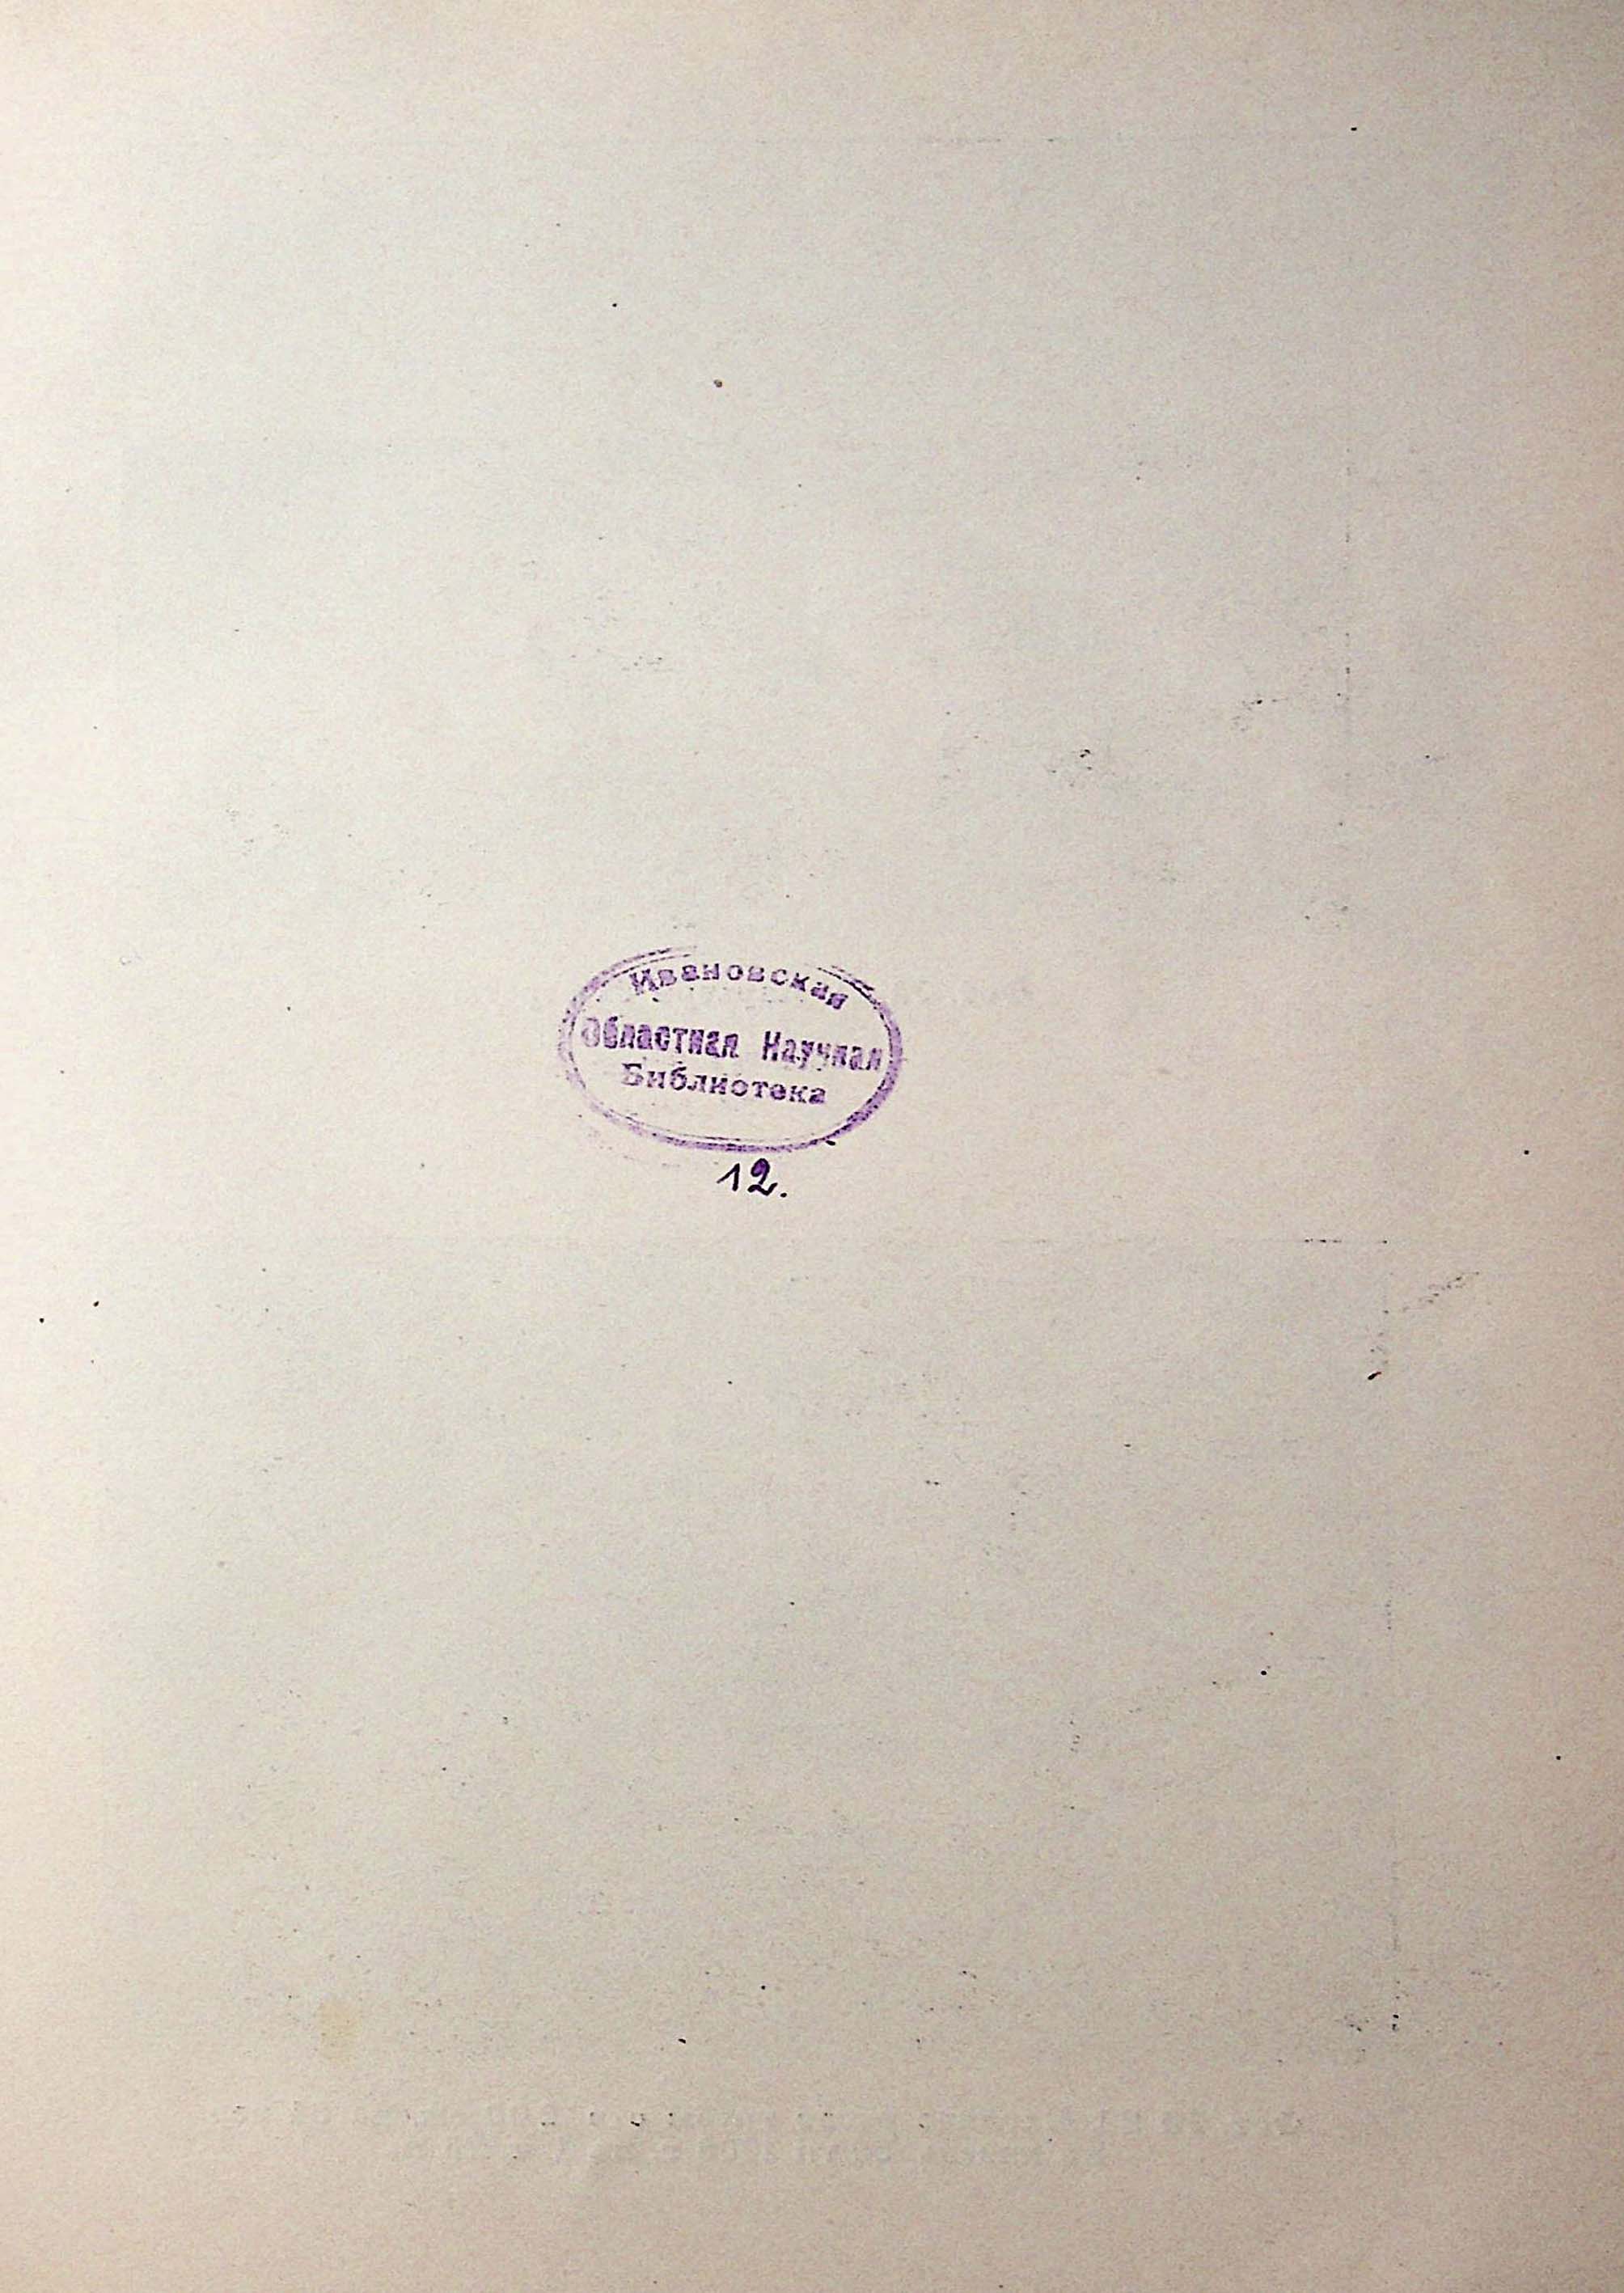 Ивановская
Областная Научная
Библиотека
12.